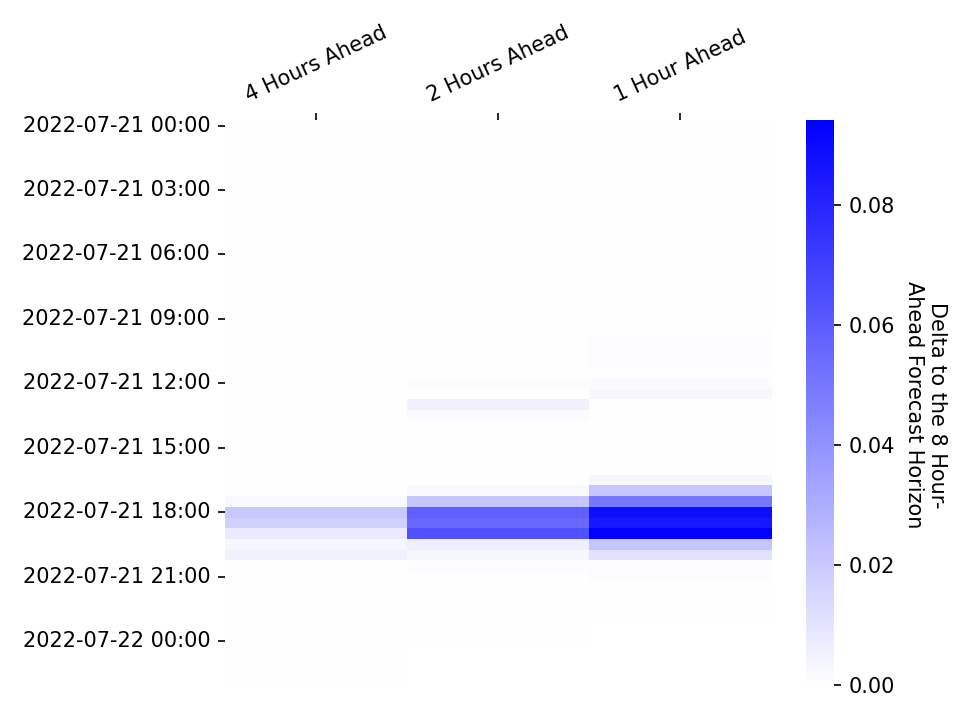 4 Hours Ahead
2 Hours Ahead
1 Hour Ahead
2022-07-21 00:00
2022-07-21 03:00
2022-07-21 06:00
2022-07-21 09:00
2022-07-21 12:00
2022-07-21 15:00
2022-07-21 18:00
2022-07-21 21:00
2022-07-22 00:00
0.08
0.06
0.04
0.02
0.00
Delta to the 8 Hour-
Ahead Forecast Horizon